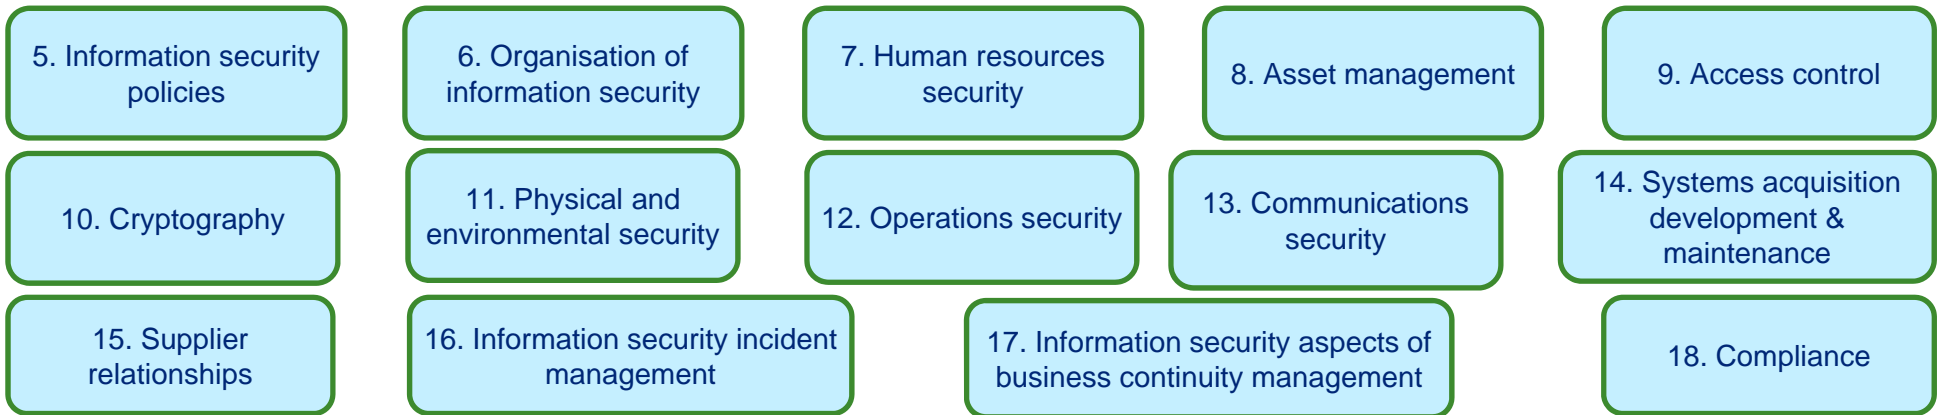 5. Information security
policies
6. Organisation of
information security
7. Human resources
security
8. Asset management
9. Access control
10. Cryptography
11. Physical and
environmental security
12. Operations security
13. Communications
security
14. Systems acquisition
development &
maintenance
15. Supplier
relationships
16. Information security incident
management
17. Information security aspects of
business continuity management
18. Compliance